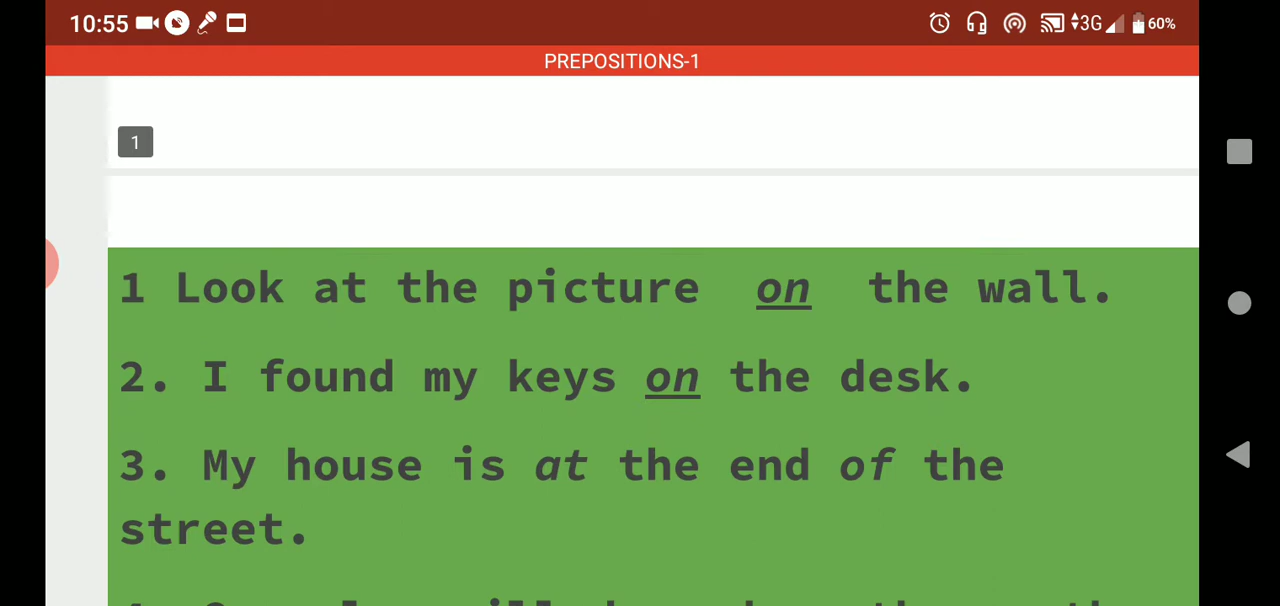 10:55 3G 60%
PREPOSITIONS-1
1
1 Look at the picture on the wall.
2. I found my keys on the desk.
3. My house is at the end of the
street.